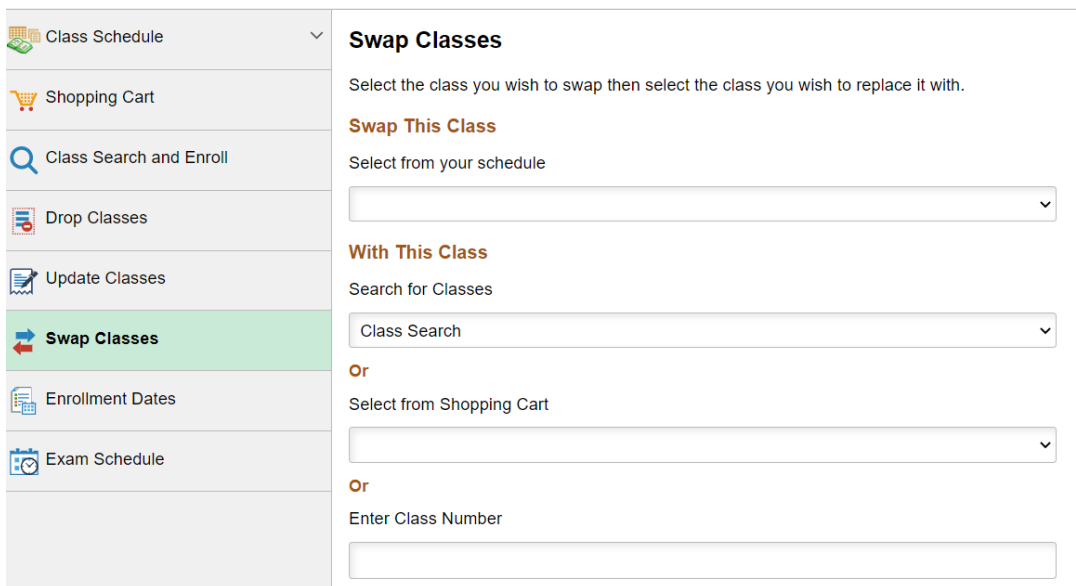 Class Schedule
Shopping Cart
Class Search and Enroll
Drop Classes
Update Classes
Swap Classes
Enrollment Dates
Exam Schedule
Swap Classes
Select the class you wish to swap then select the class you wish to replace it with.
Swap This Class
Select from your schedule
With This Class
Search for Classes
Class Search
Or
Select from Shopping Cart
Or
Enter Class Number